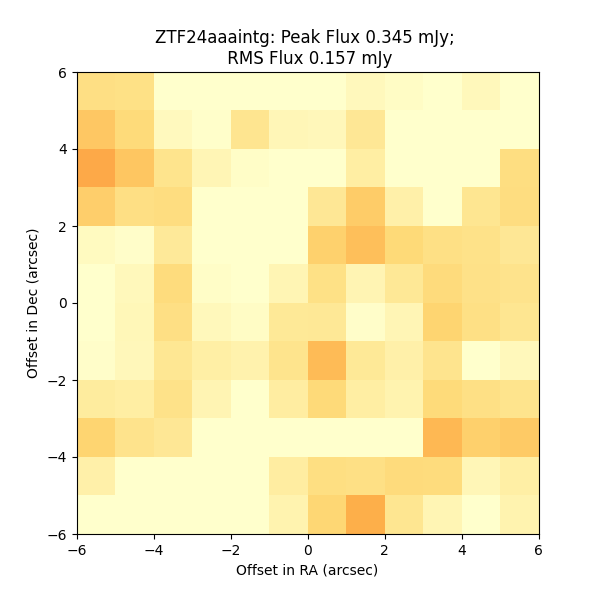 ZTF24aaaintg: Peak Flux 0.345 mJy;
RMS Flux 0.157 mJy
6
4
2
0
−2
−4
−6
Offset in Dec (arcsec)
−6 −4 −2 0 2 4 6
Offset in RA (arcsec)